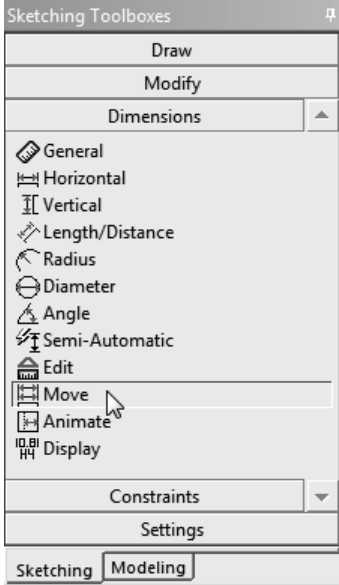 Sketching Toolboxes
Draw
Modify
Dimensions
General
Horizontal
Vertical
Length/Distance
Radius
Diameter
Angle
Semi-Automatic
Edit
Move
Animate
Display
Constraints
Settings
Sketching Modeling